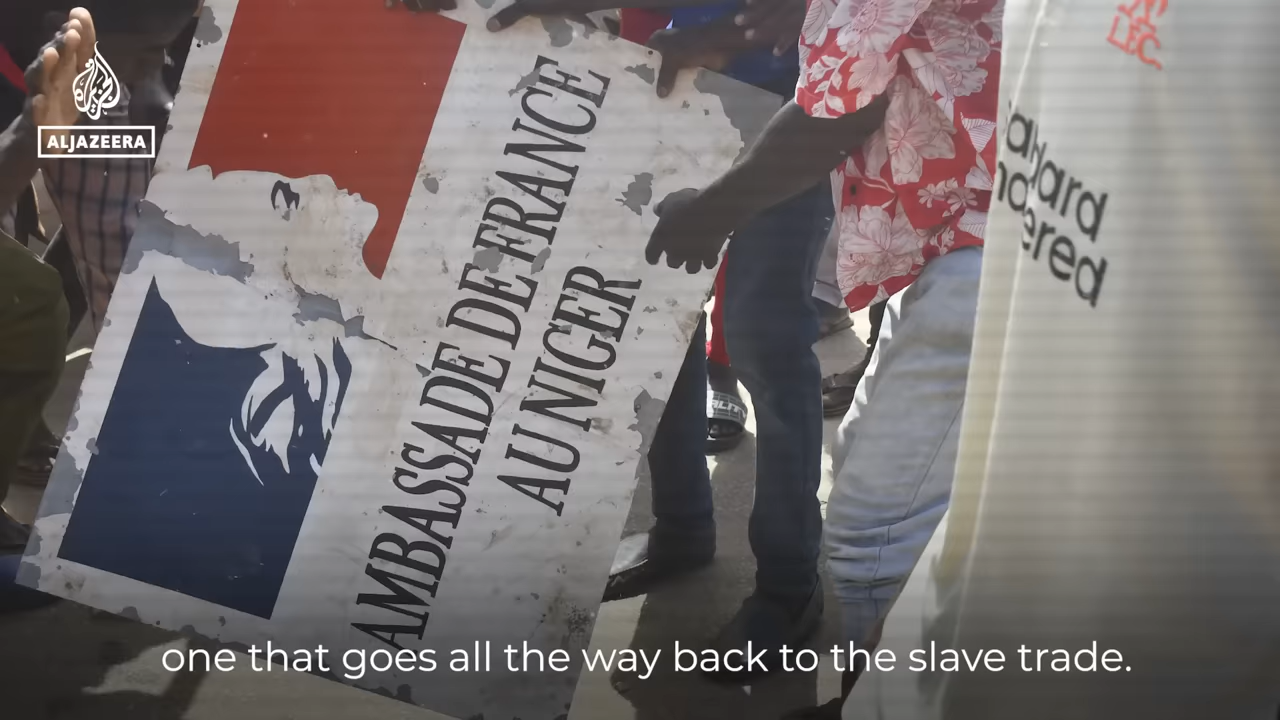 ALJAZEERA
AMBASSADE DE FRANCE
AU NIGER
one that goes all the way back to the slave trade.